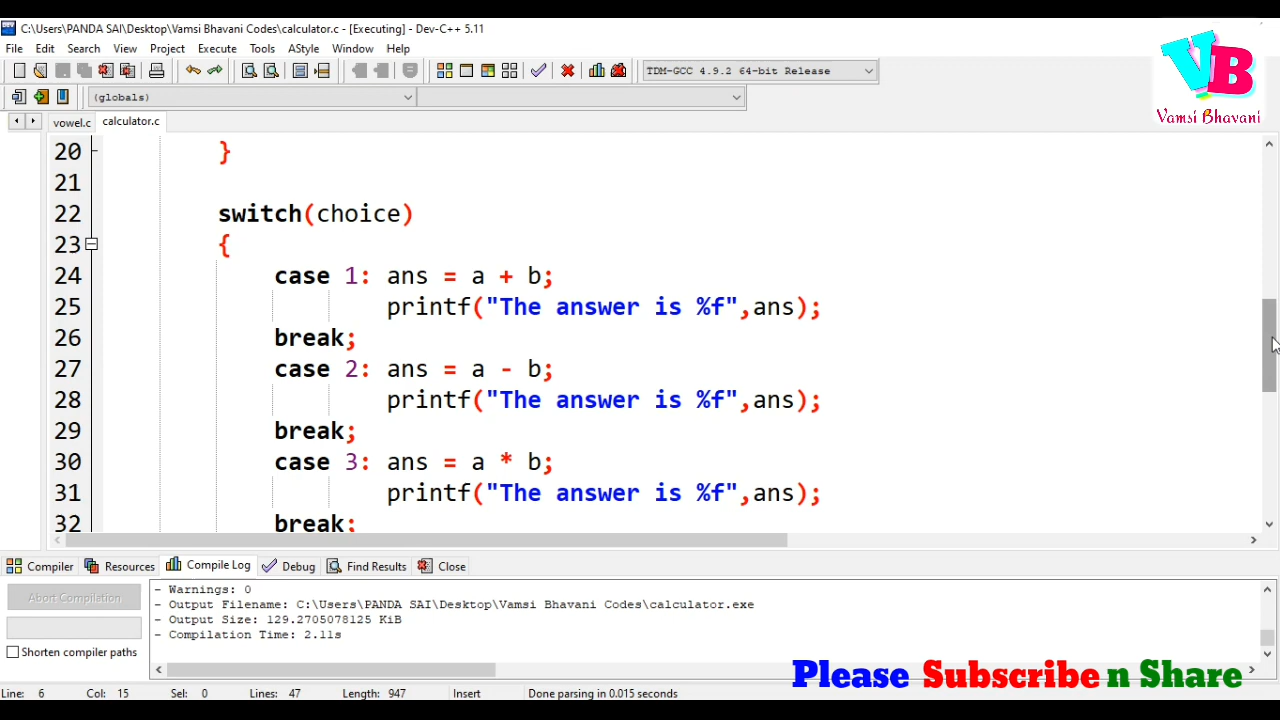 C:\Users\PANDA SAI\Desktop\Vamsi Bhavani Codes\calculator.c - [Executing] - Dev-C++ 5.11
File Edit Search View Project Execute Tools AStyle Window Help
TDM-GCC 4.9.2 64-bit Release
(globals)
VB
Vamsi Bhavani
vowel.c calculator.c
20 }
21
22 switch(choice)
23 {
24 case 1: ans = a + b;
25 printf("The answer is %f",ans);
26 break;
27 case 2: ans = a - b;
28 printf("The answer is %f",ans);
29 break;
30 case 3: ans = a * b;
31 printf("The answer is %f",ans);
32 break;
Compiler Resources Compile Log Debug Find Results Close
Abort Compilation
Shorten compiler paths
- Warnings: 0
- Output Filename: C:\Users\PANDA SAI\Desktop\Vamsi Bhavani Codes\calculator.exe
- Output Size: 129.2705078125 KiB
- Compilation Time: 2.11s
Please Subscribe n Share
Line: 6 Col: 15 Sel: 0 Lines: 47 Length: 947 Insert Done parsing in 0.015 seconds